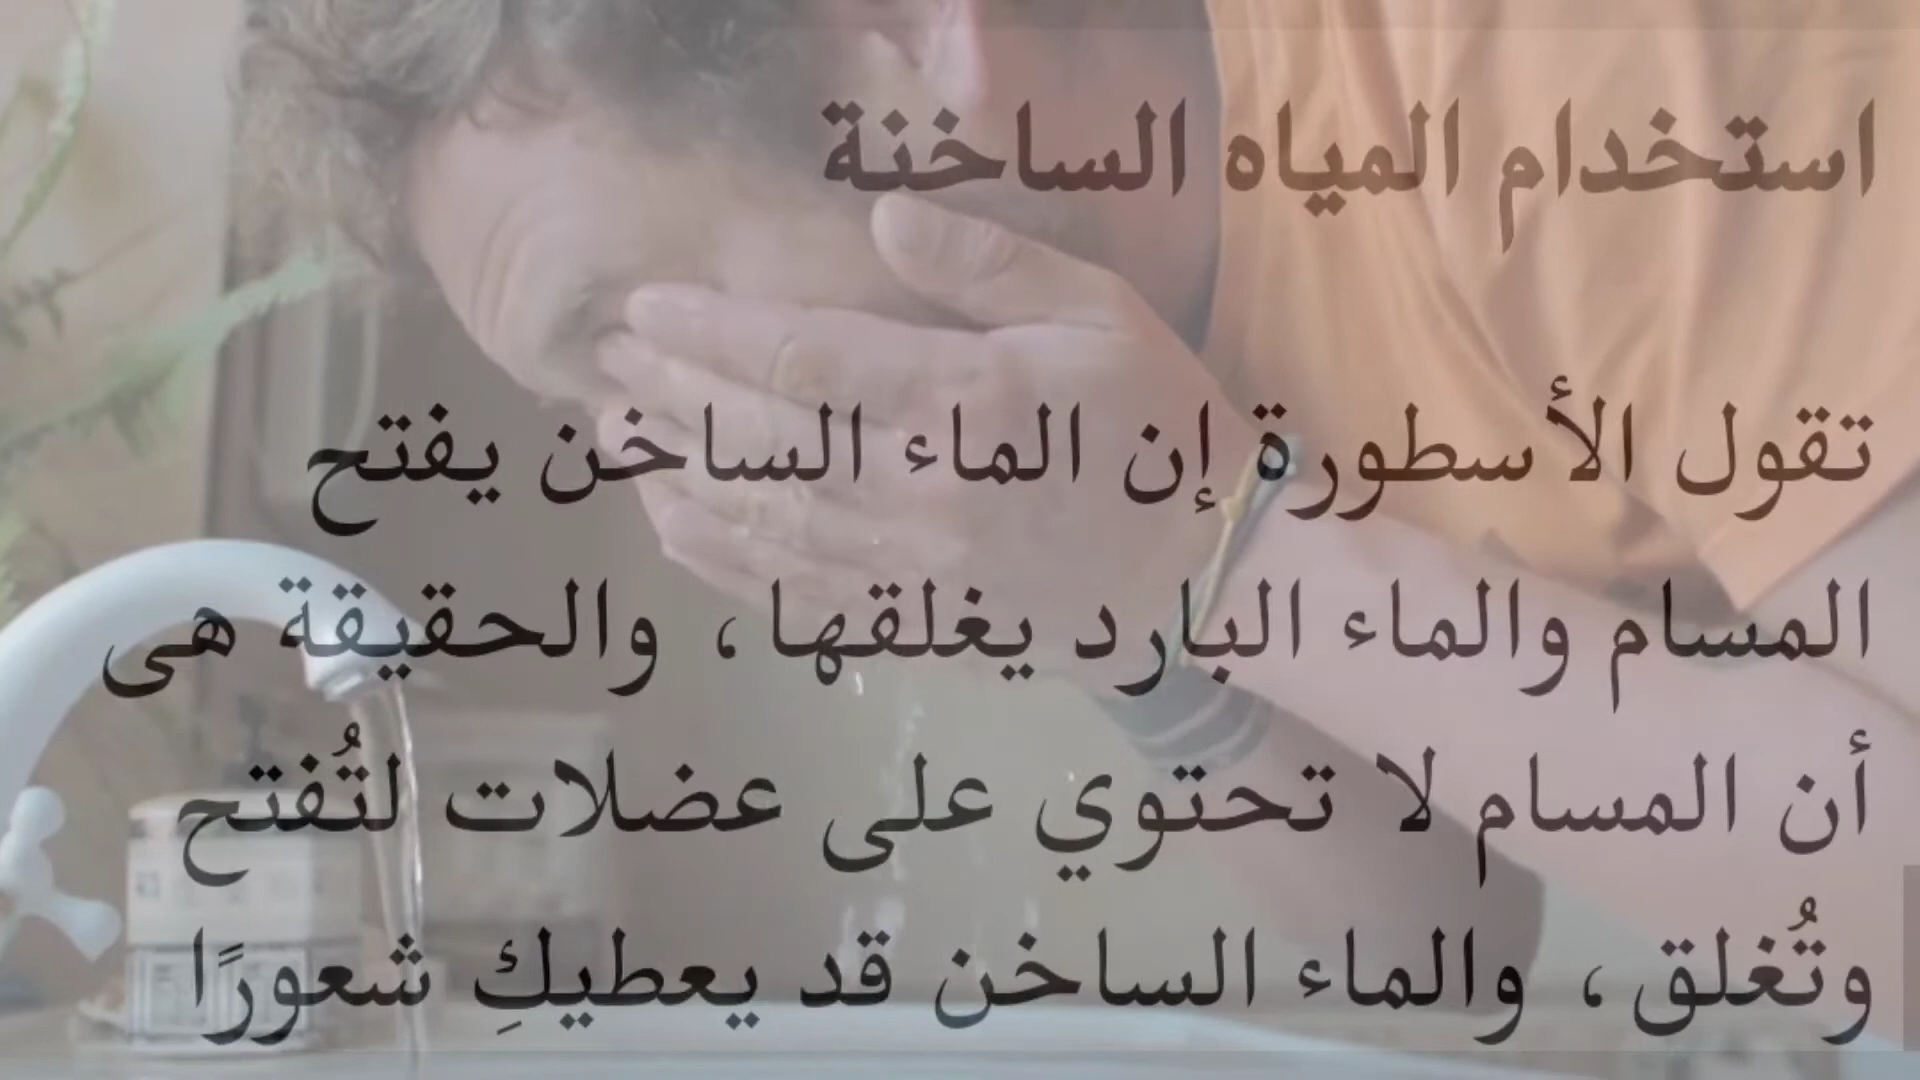 استخدام المياه الساخنة
تقول الأسطورة إن الماء الساخن يفتح
المسام والماء البارد يغلقها، والحقيقة هى
أن المسام لا تحتوي على عضلات لتُفتح
وتُغلق، والماء الساخن قد يعطيكِ شعورًا